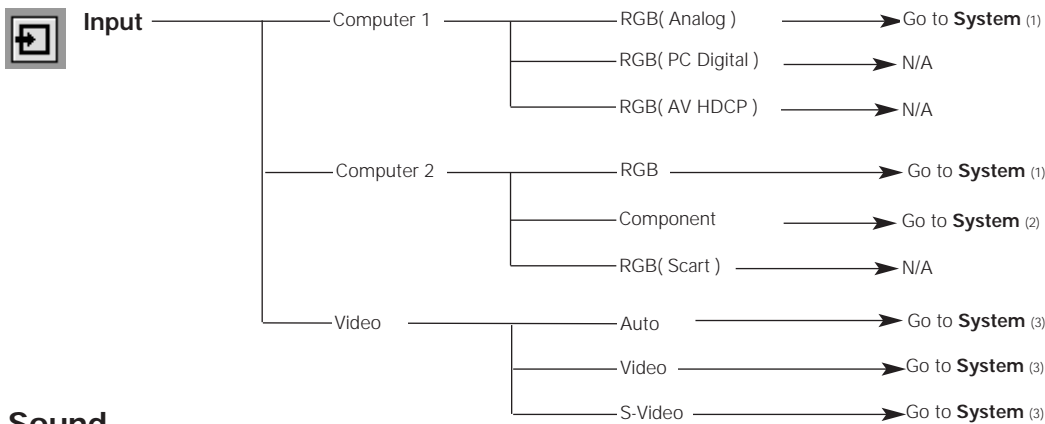 Input
Computer 1
RGB( Analog )
Go to System (1)
RGB( PC Digital )
N/A
RGB( AV HDCP )
N/A
Computer 2
RGB
Go to System (1)
Component
Go to System (2)
RGB( Scart )
N/A
Video
Auto
Go to System (3)
Video
Go to System (3)
S-Video
Go to System (3)
Sound